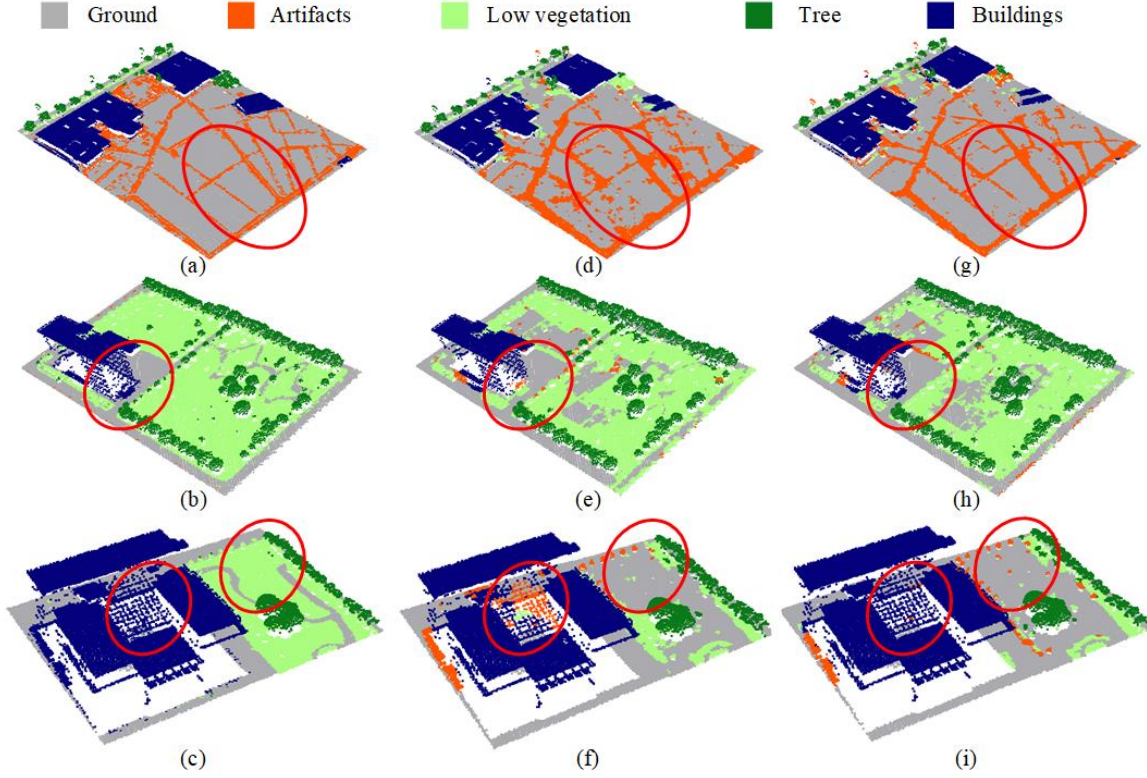 Ground Artifacts Low vegetation Tree Buildings
(a) (d) (g)
(b) (e) (h)
(c) (f) (i)